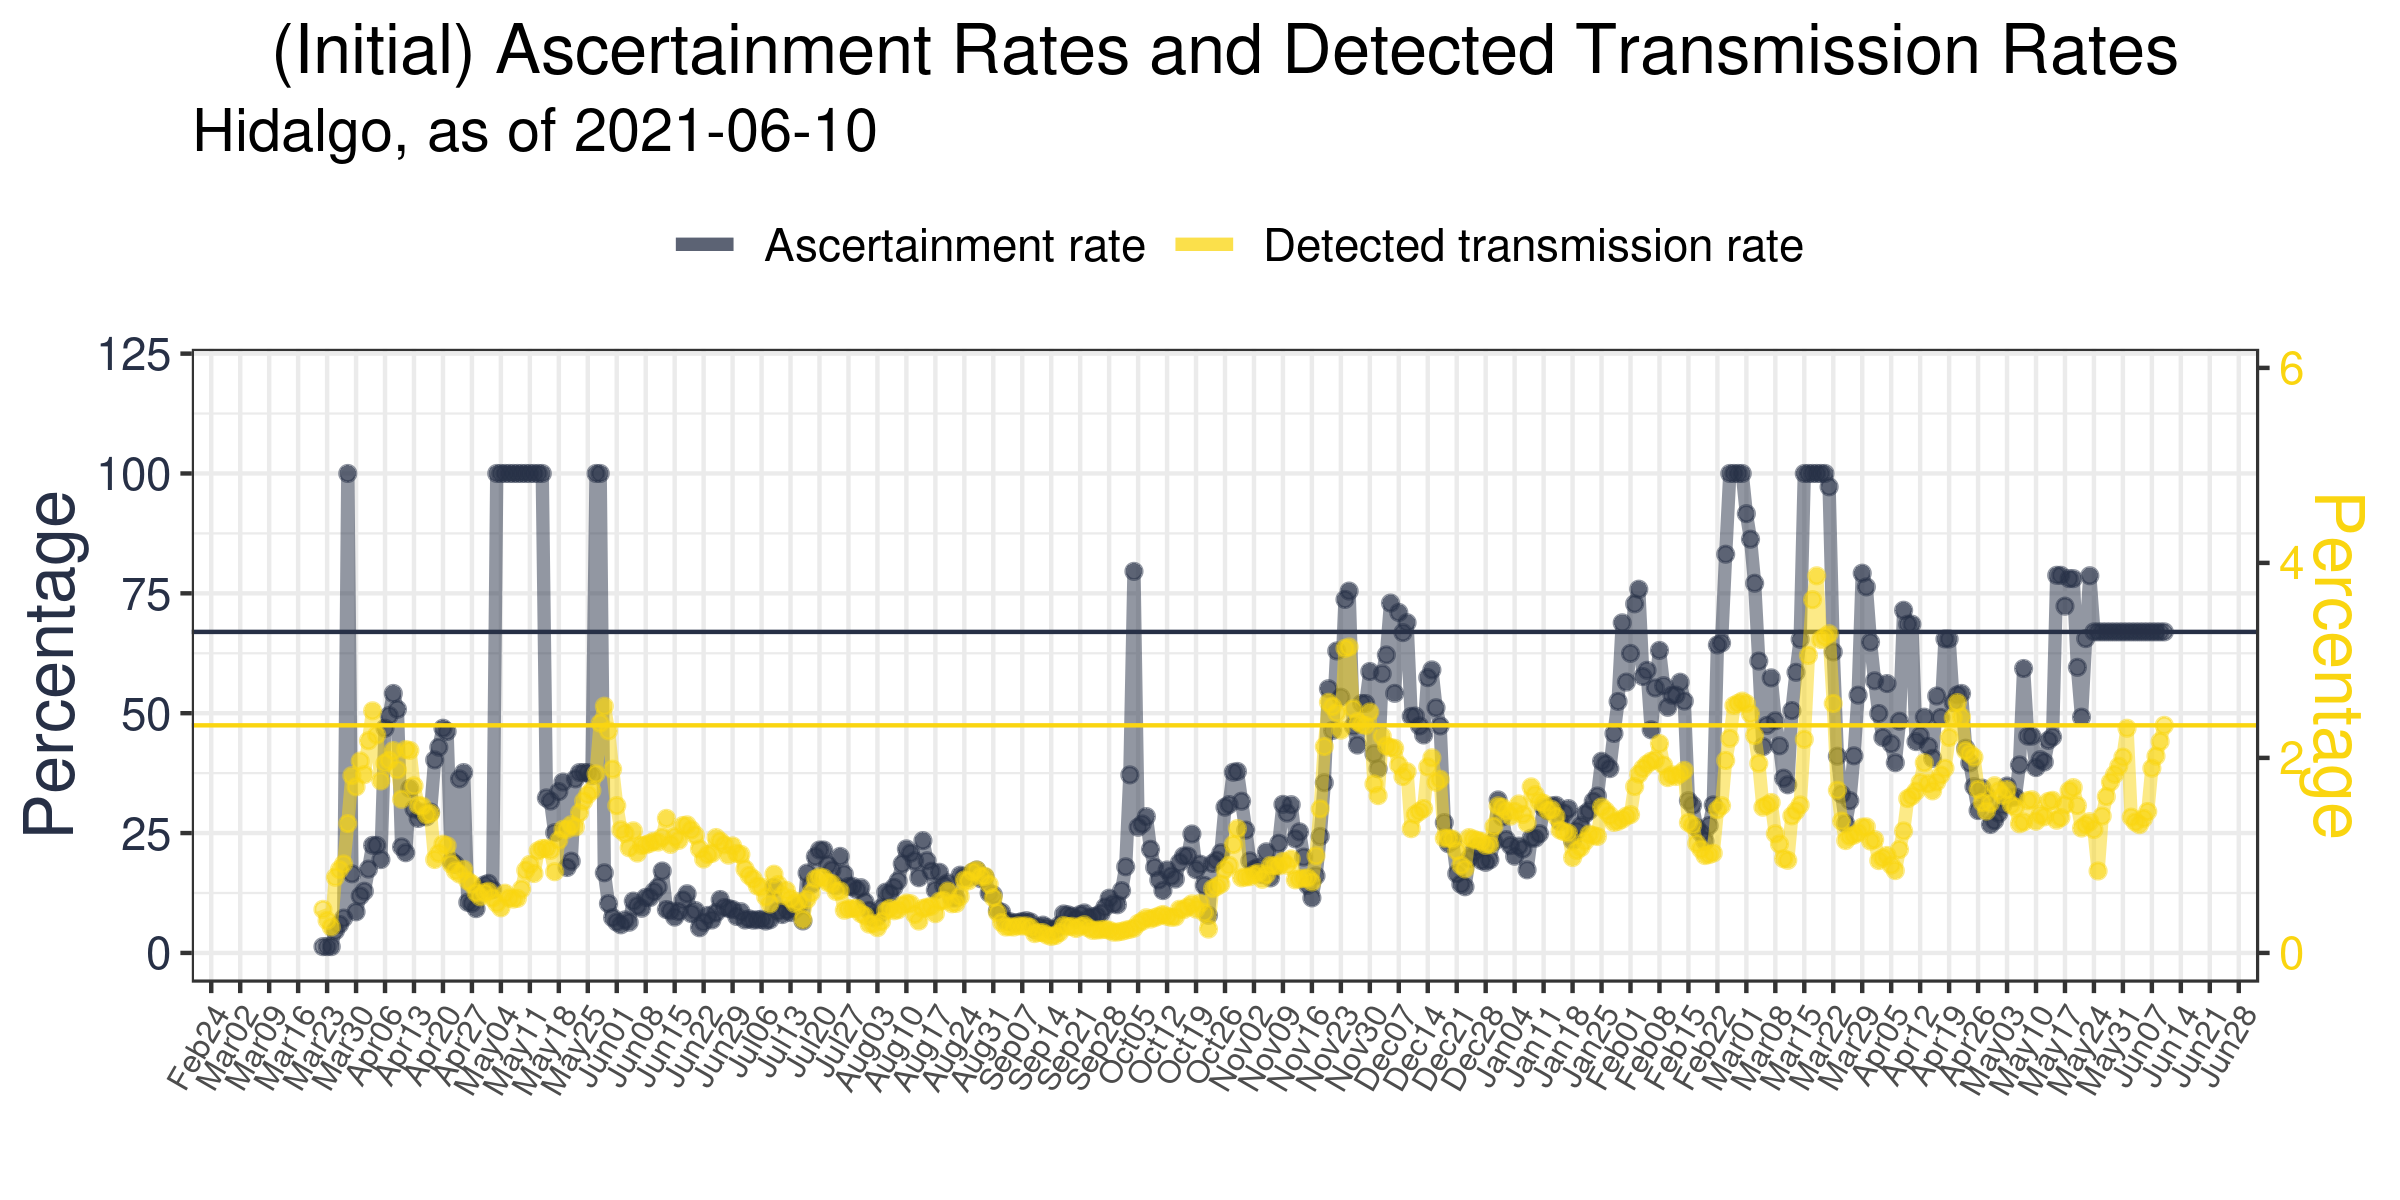 (Initial) Ascertainment Rates and Detected Transmission Rates
Hidalgo, as of 2021-06-10
Ascertainment rate
Detected transmission rate
Percentage
125
100
75
50
25
0
6
4
2
0
Percentage
Feb24
Mar02
Mar09
Mar16
Mar23
Mar30
Apr06
Apr13
Apr20
Apr27
May04
May11
May18
May25
Jun01
Jun08
Jun15
Jun22
Jun29
Jul06
Jul13
Jul20
Jul27
Aug03
Aug10
Aug17
Aug24
Aug31
Sep07
Sep14
Sep21
Sep28
Oct05
Oct12
Oct19
Oct26
Nov02
Nov09
Nov16
Nov23
Nov30
Dec07
Dec14
Dec21
Dec28
Jan04
Jan11
Jan18
Jan25
Feb01
Feb08
Feb15
Feb22
Mar01
Mar08
Mar15
Mar22
Mar29
Apr05
Apr12
Apr19
Apr26
May03
May10
May17
May24
May31
Jun07
Jun14
Jun21
Jun28